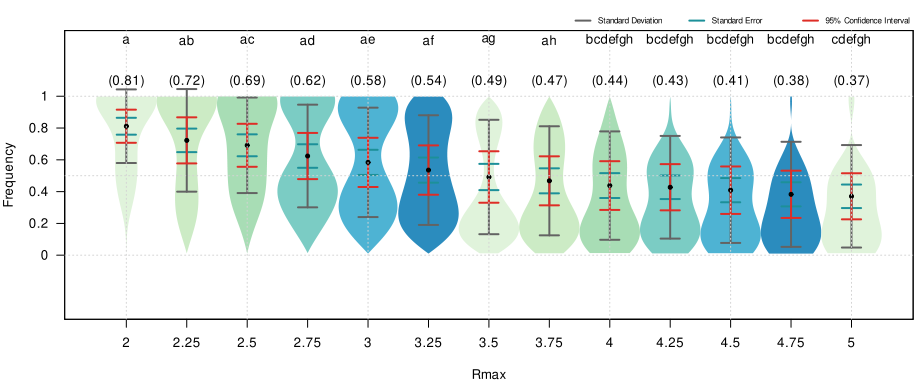 Standard Deviation Standard Error 95% Confidence Interval
a ab ac ad ae af ag ah bcdefgh bcdefgh bcdefgh bcdefgh cdefgh
(0.81) (0.72) (0.69) (0.62) (0.58) (0.54) (0.49) (0.47) (0.44) (0.43) (0.41) (0.38) (0.37)
1
0.8
0.6
0.4
0.2
0
Frequency
2 2.25 2.5 2.75 3 3.25 3.5 3.75 4 4.25 4.5 4.75 5
Rmax